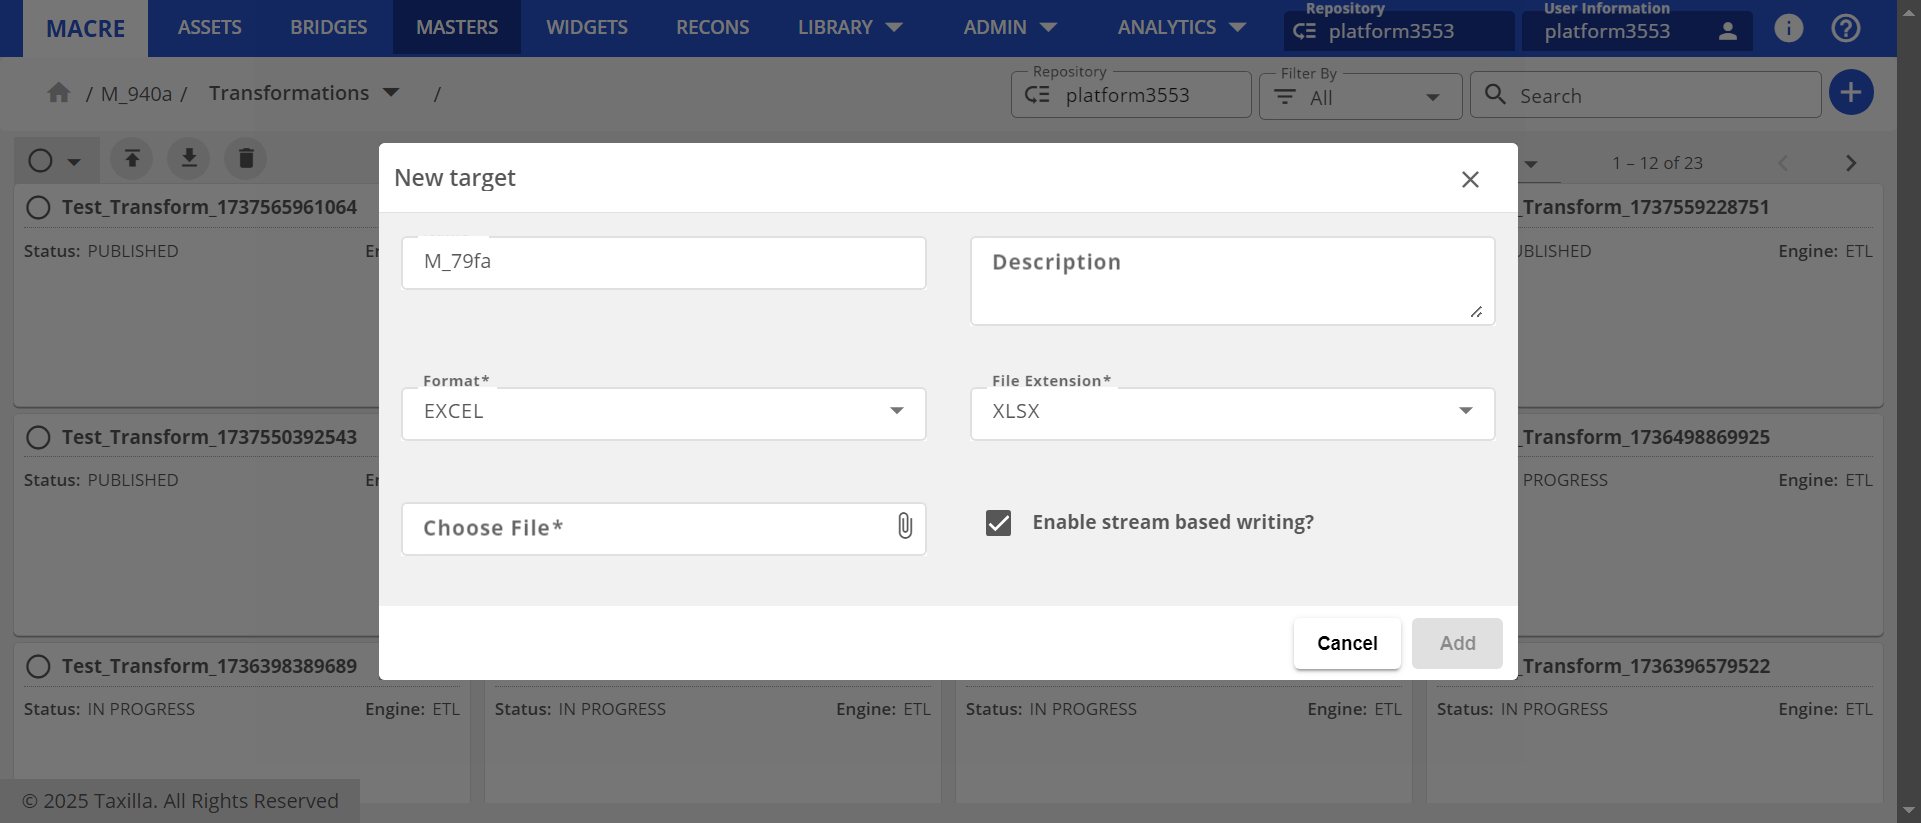 MACRE ASSETS BRIDGES MASTERS WIDGETS RECONS LIBRARY ADMIN ANALYTICS
Repository
platform3553
User Information
platform3553
/ M_940a / Transformations /
Repository
platform3553
Filter By
All
Search
1 – 12 of 23
New target
M_79fa
Description
Format*
EXCEL
File Extension*
XLSX
Choose File*
Enable stream based writing?
Cancel Add
Test_Transform_1737565961064
Status: PUBLISHED
_Transform_1737559228751
Engine: ETL
Test_Transform_1737550392543
Status: PUBLISHED
_Transform_1736498869925
PROGRESS Engine: ETL
Test_Transform_1736398389689
Status: IN PROGRESS Engine: ETL
Status: IN PROGRESS Engine: ETL
Status: IN PROGRESS Engine: ETL
_Transform_1736396579522
Status: IN PROGRESS Engine: ETL
© 2025 Taxilla. All Rights Reserved